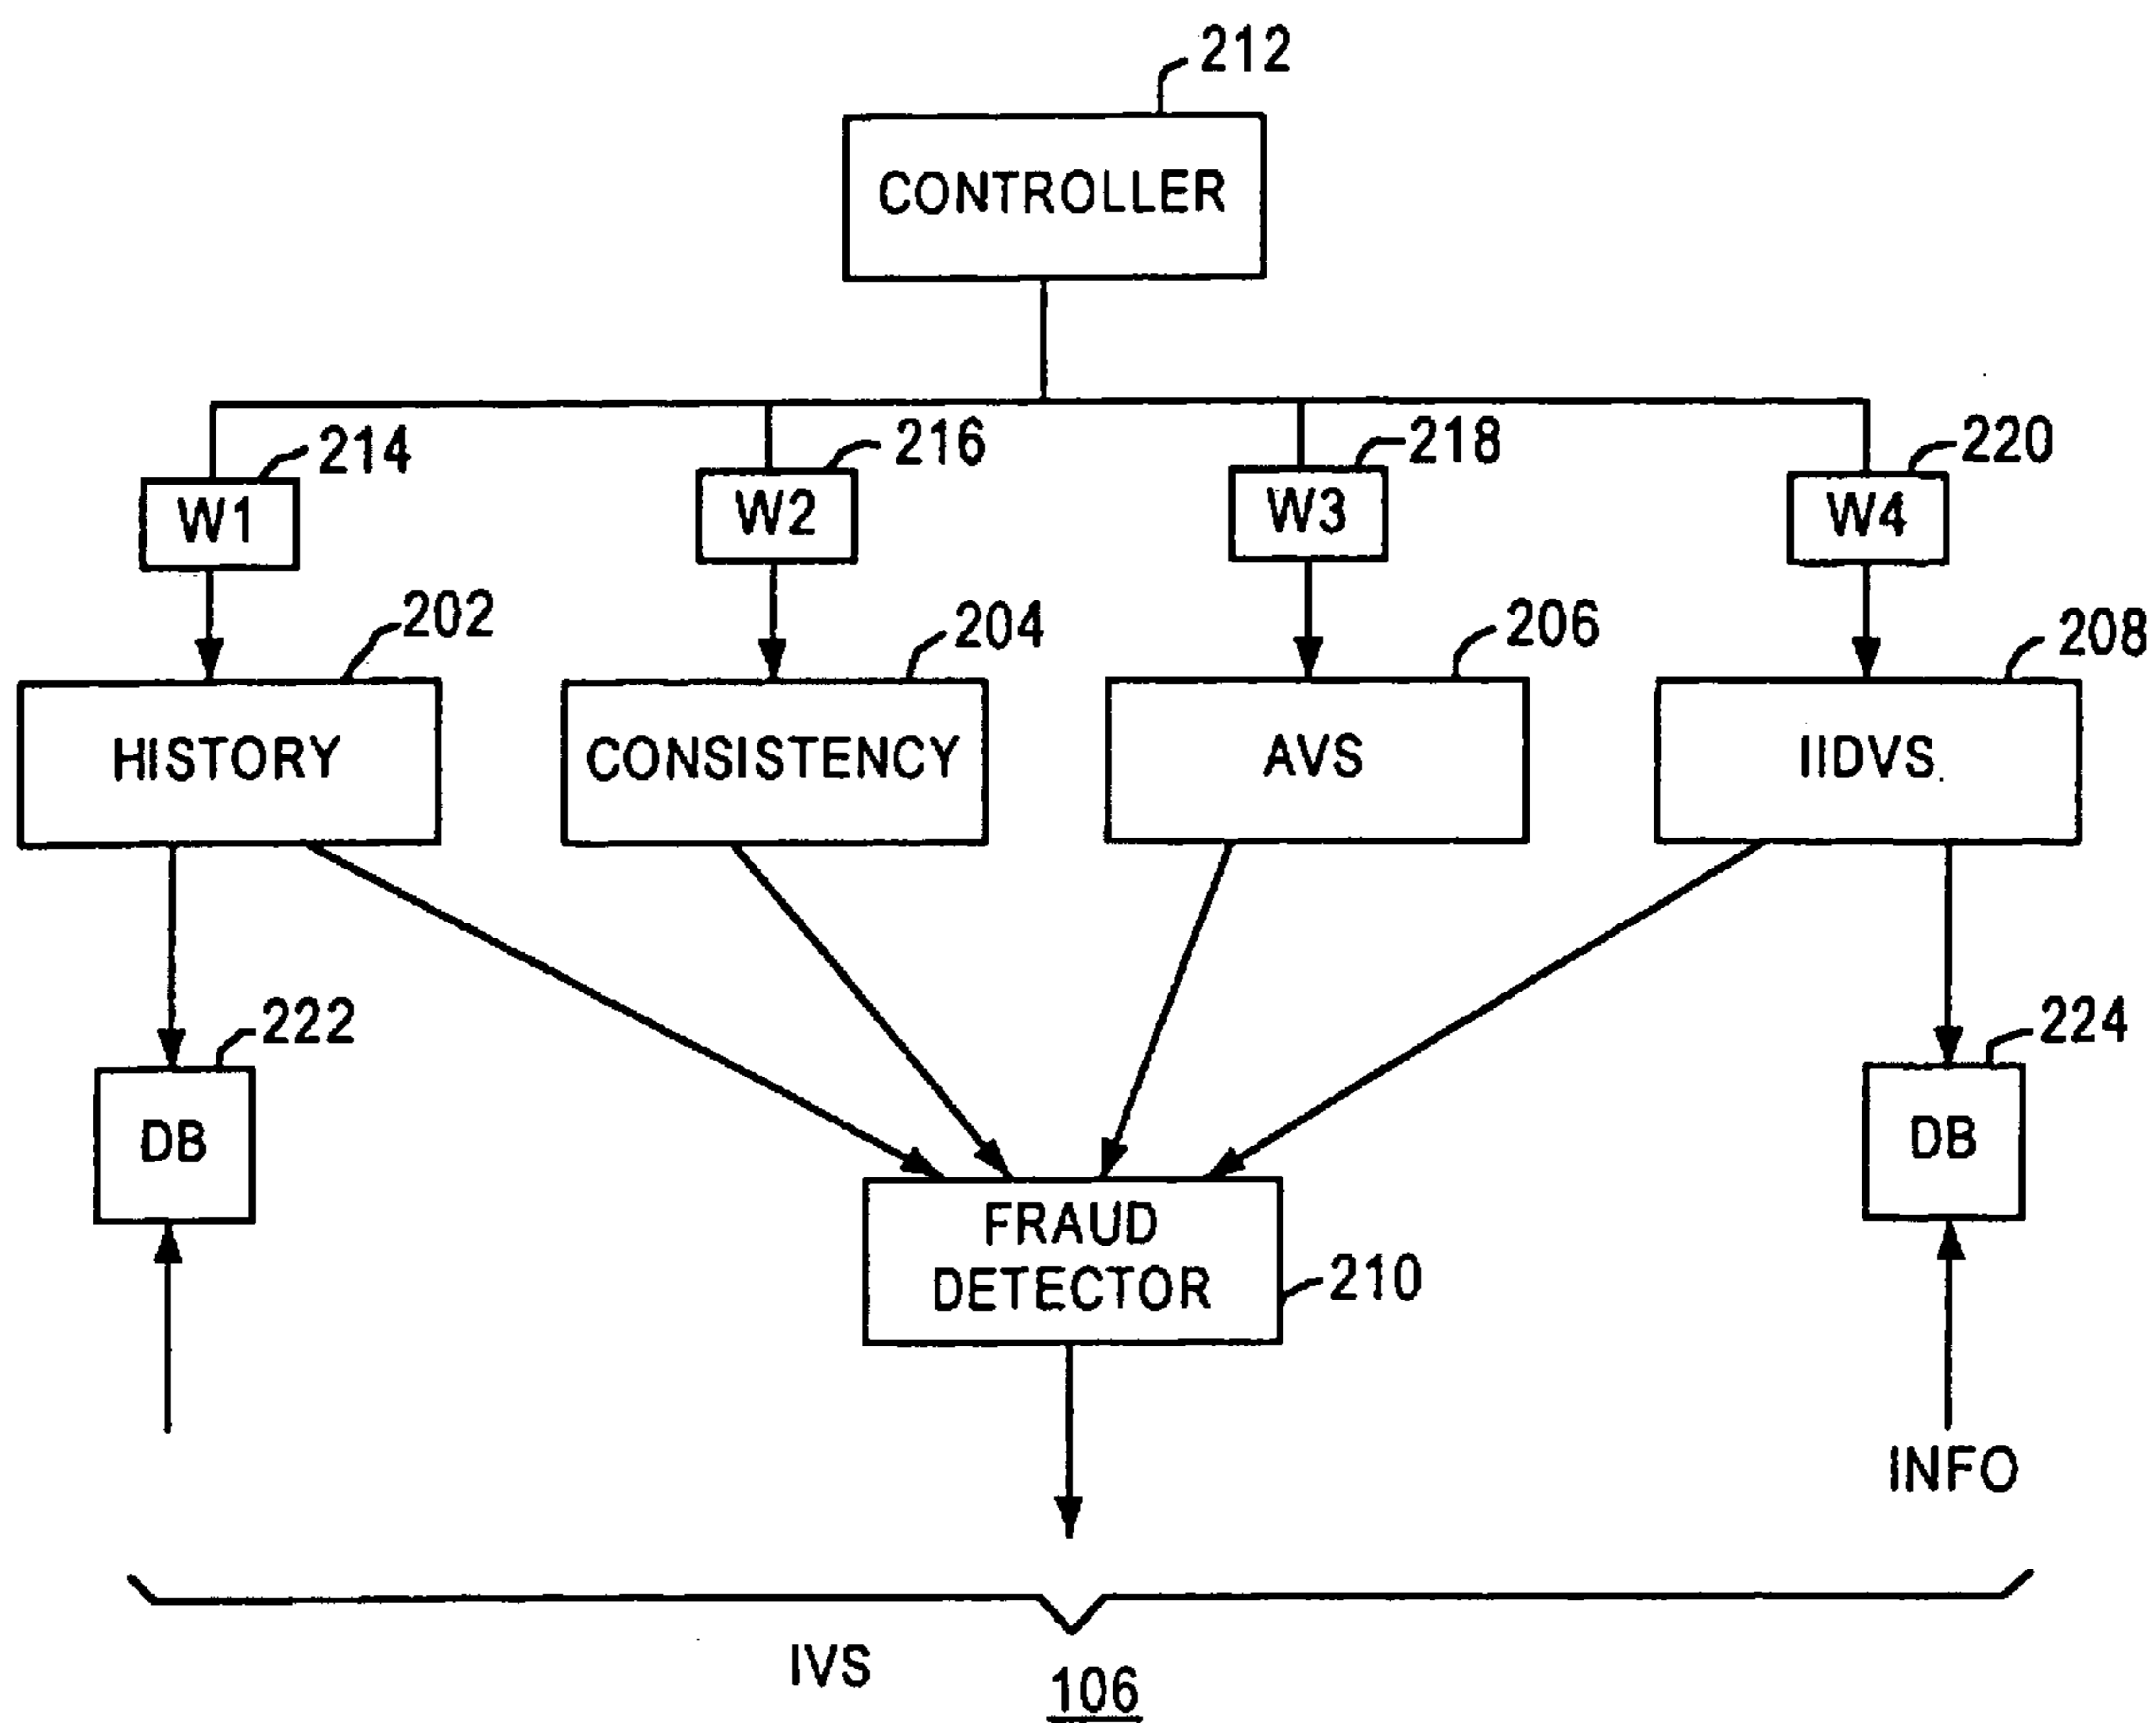 212
CONTROLLER
214
216
218
220
W1
W2
W3
W4
202
204
206
208
HISTORY
CONSISTENCY
AVS
IIDVS.
222
224
DB
DB
FRAUD
DETECTOR
210
INFO
IVS
106